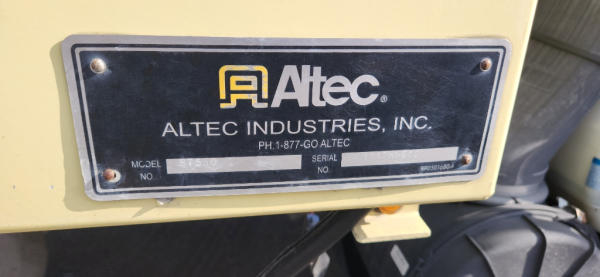 Altec®
ALTEC INDUSTRIES, INC.
PH.1-877-GO ALTEC
MODEL NO. SERIAL NO.